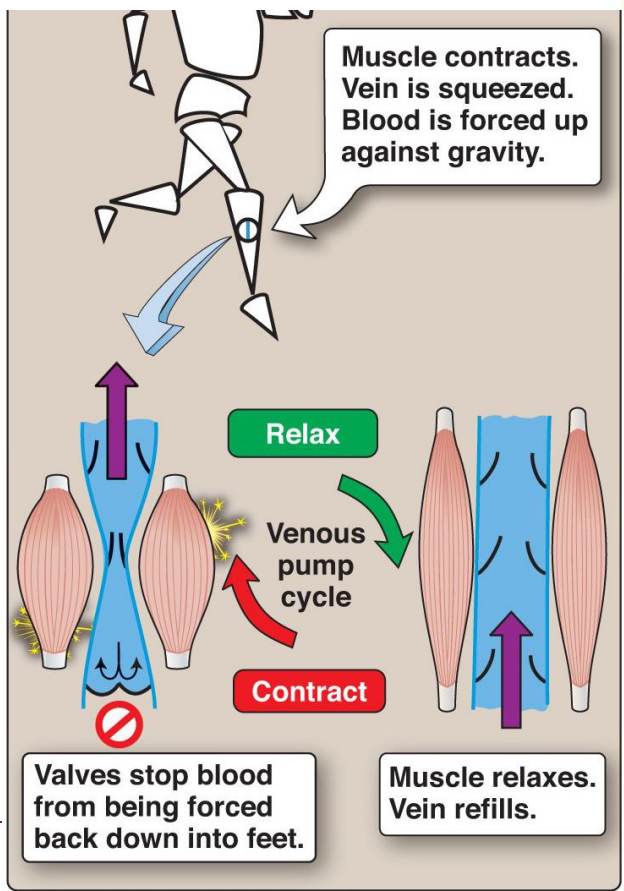 Muscle contracts.
Vein is squeezed.
Blood is forced up
against gravity.
Relax
Venous
pump
cycle
Contract
Valves stop blood
from being forced
back down into feet.
Muscle relaxes.
Vein refills.